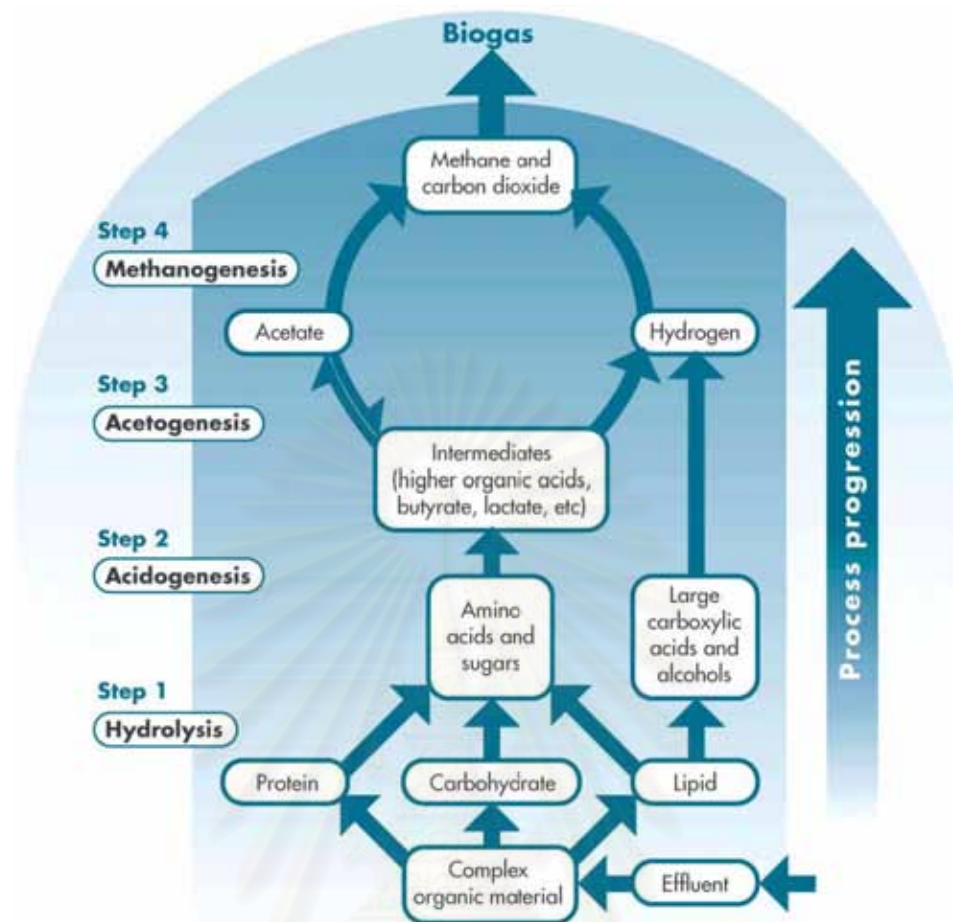 Biogas
Methane and
carbon dioxide
Step 4
Methanogenesis
Acetate
Hydrogen
Step 3
Acetogenesis
Intermediates
(higher organic acids,
butyrate, lactate, etc)
Step 2
Acidogenesis
Amino
acids and
sugars
Large
carboxylic
acids and
alcohols
Process progression
Step 1
Hydrolysis
Protein
Carbohydrate
Lipid
Complex
organic material
Effluent